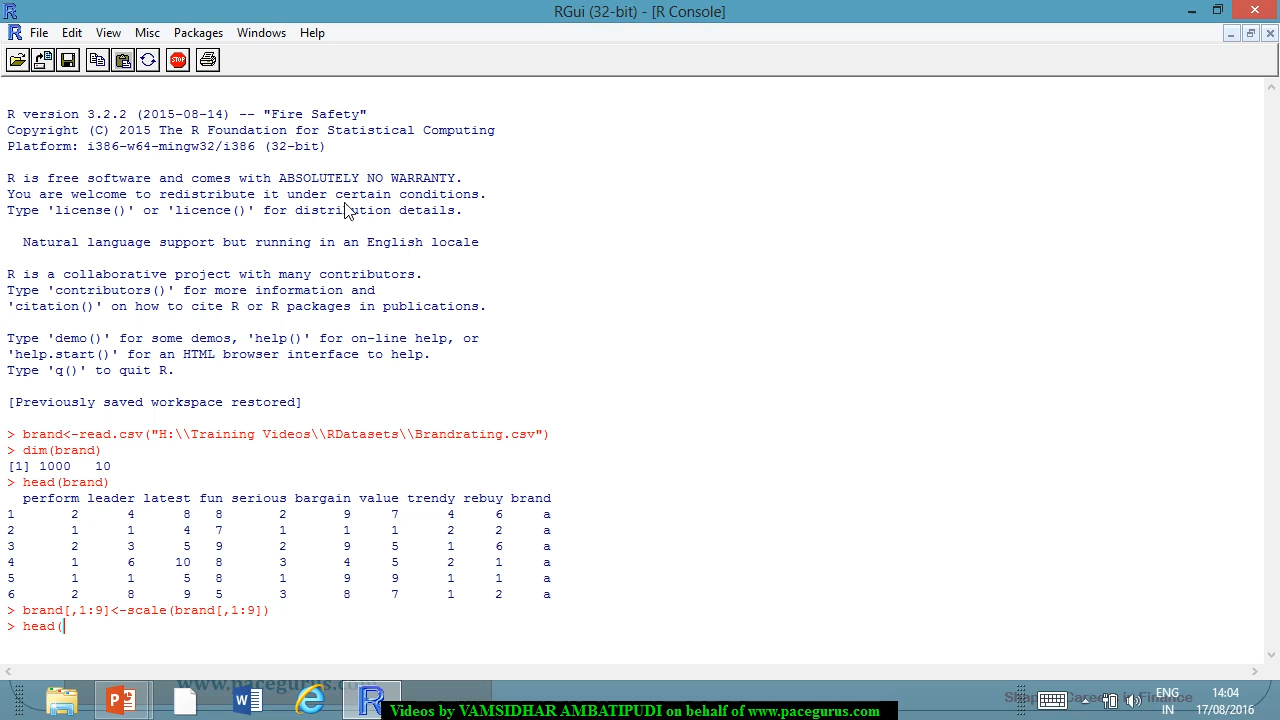 RGui (32-bit) - [R Console]
File Edit View Misc Packages Windows Help
STOP
R version 3.2.2 (2015-08-14) -- "Fire Safety"
Copyright (C) 2015 The R Foundation for Statistical Computing
Platform: i386-w64-mingw32/i386 (32-bit)
R is free software and comes with ABSOLUTELY NO WARRANTY.
You are welcome to redistribute it under certain conditions.
Type 'license()' or 'licence()' for distribution details.
Natural language support but running in an English locale
R is a collaborative project with many contributors.
Type 'contributors()' for more information and
'citation()' on how to cite R or R packages in publications.
Type 'demo()' for some demos, 'help()' for on-line help, or
'help.start()' for an HTML browser interface to help.
Type 'q()' to quit R.
[Previously saved workspace restored]
> brand<-read.csv("H:\\Training Videos\\RDatasets\\Brandrating.csv")
> dim(brand)
[1] 1000 10
> head(brand)
perform leader latest fun serious bargain value trendy rebuy brand
1 2 4 8 8 2 9 7 4 6 a
2 1 1 4 7 1 1 1 2 2 a
3 2 3 5 9 2 9 5 1 6 a
4 1 6 10 8 3 4 5 2 1 a
5 1 1 5 8 1 9 9 1 1 a
6 2 8 9 5 3 8 7 1 2 a
> brand[,1:9]<-scale(brand[,1:9])
> head(
www.pacegurus.com
ENG
IN
14:04
17/08/2016
Videos by VAMSIDHAR AMBATIPUDI on behalf of www.pacegurus.com